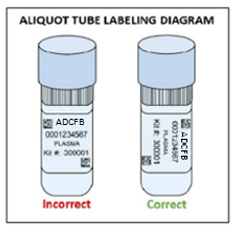 ALIQUOT TUBE LABELING DIAGRAM
ADCFB
0001234567
PLASMA
Kit #: 300001
ADCFB
0001234567
PLASMA
Kit #: 300001
Incorrect
Correct